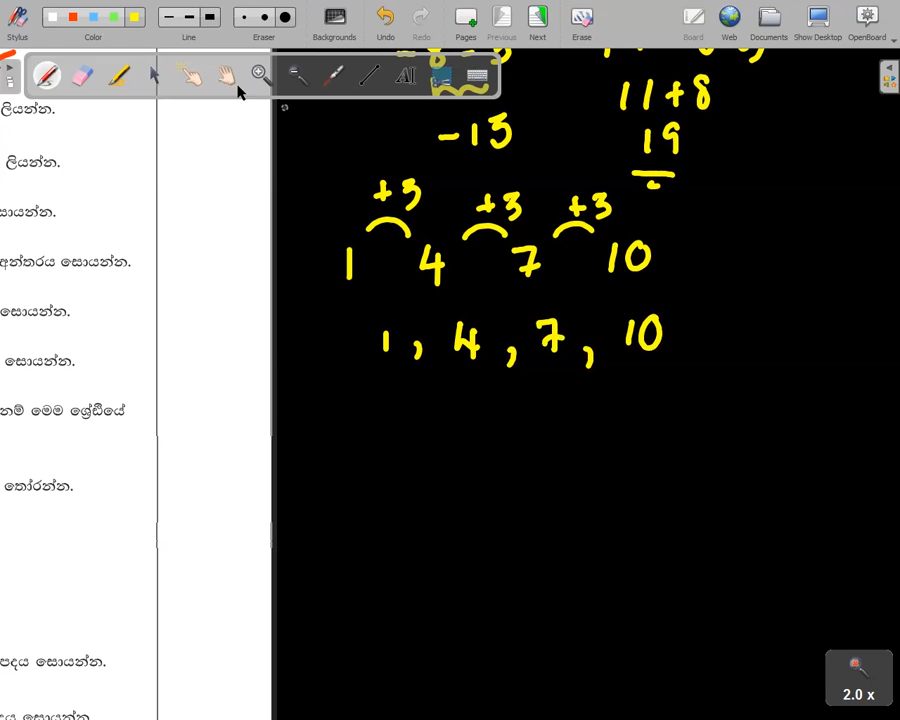 Stylus
Color
Line
Eraser
Backgrounds
Undo
Redo
Pages
Previous
Next
Erase
Board
Web
Documents
Show Desktop
OpenBoard
ලියන්න.
ලියන්න.
සොයන්න.
අන්තරය සොයන්න.
සොයන්න.
සොයන්න.
නම් මෙම ශ්‍රේඪියේ
තෝරන්න.
පදය සොයන්න.
සොයන්න.
11+8
-13
19
+3 +3 +3
1 4 7 10
1 , 4 , 7 , 10
2.0 x